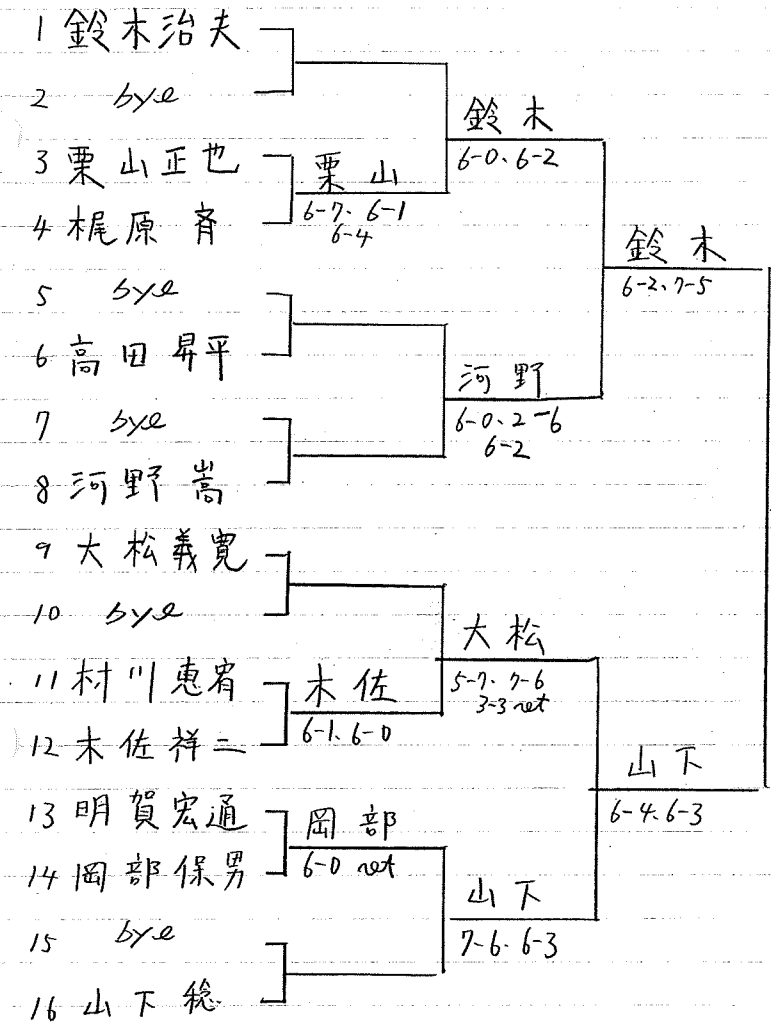 1 鈴木治夫
2 bye
3 栗山正也
4 梶原 斉
5 bye
6 高田昇平
7 bye
8 河野 嵩
9 大松義寛
10 bye
11 村川恵宥
12 木佐祥二
13 明賀宏通
14 岡部保男
15 bye
16 山下 稔
栗山
6-7、6-1
6-4
木佐
6-1、6-0
岡部
6-0 ret
鈴木
6-0、6-2
河野
6-0、2-6
6-2
大松
5-7、7-6
3-3 ret
山下
7-6、6-3
鈴木
6-2、7-5
山下
6-4、6-3